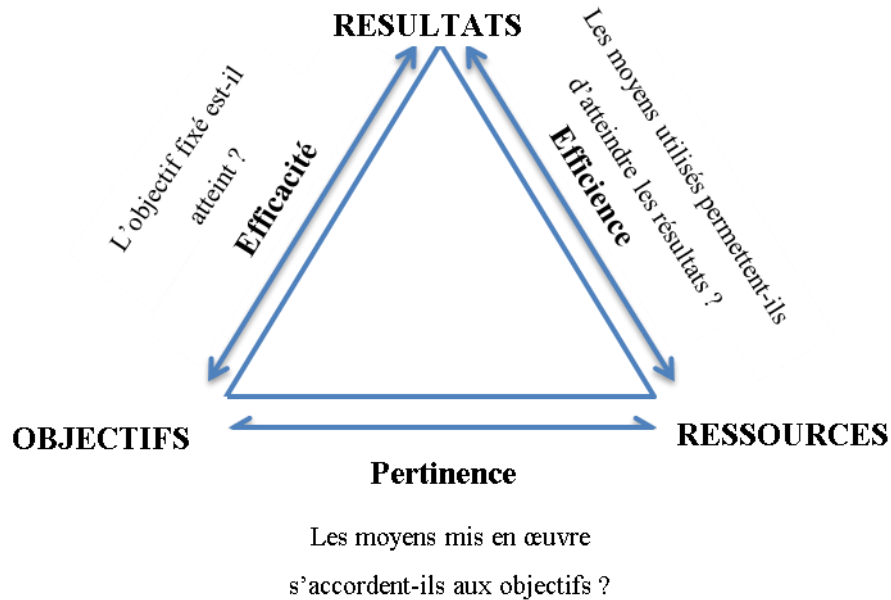 RESULTATS
L'objectif fixé est-il
atteint ?
Efficacité
Les moyens utilisés permettent-ils
d'atteindre les résultats ?
Efficience
OBJECTIFS
RESSOURCES
Pertinence
Les moyens mis en œuvre
s'accordent-ils aux objectifs ?